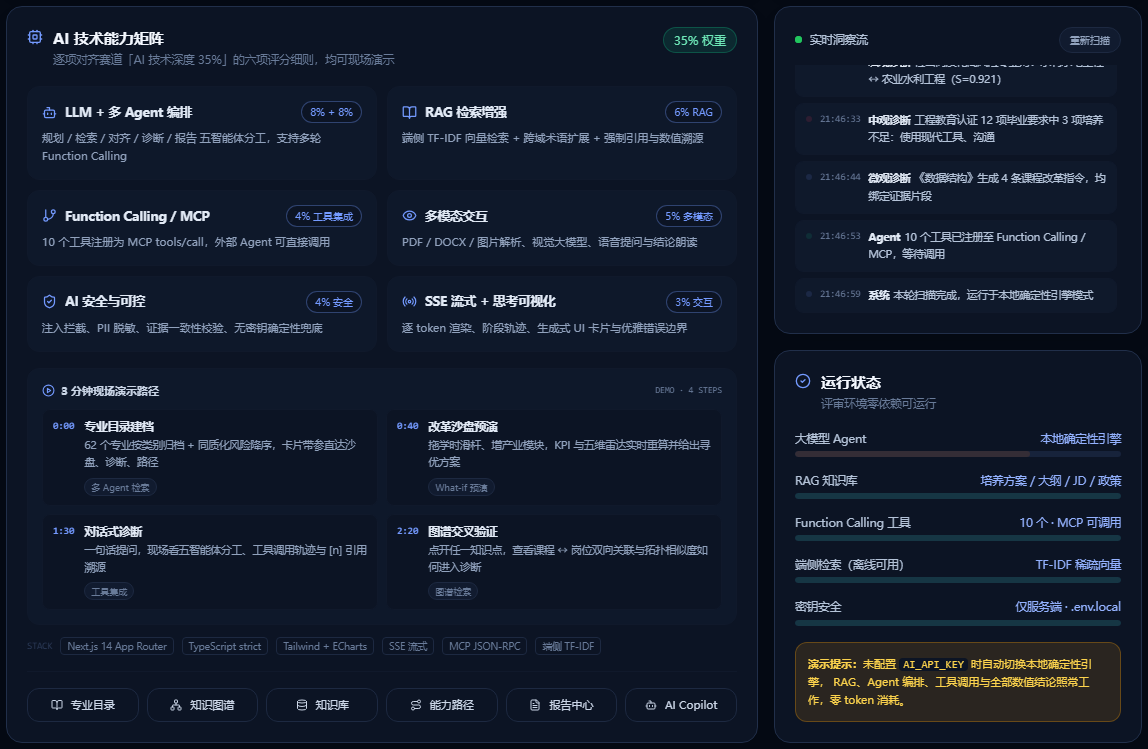 AI 技术能力矩阵
35% 权重
逐项对齐赛道「AI 技术深度 35%」的六项评分细则，均可现场演示
LLM + 多 Agent 编排
8% + 8%
规划 / 检索 / 对齐 / 诊断 / 报告 五智能体分工，支持多轮
Function Calling
RAG 检索增强
6% RAG
端侧 TF-IDF 向量检索 + 跨域术语扩展 + 强制引用与数值溯源
Function Calling / MCP
4% 工具集成
10 个工具注册为 MCP tools/call，外部 Agent 可直接调用
多模态交互
5% 多模态
PDF / DOCX / 图片解析、视觉大模型、语音提问与结论朗读
AI 安全与可控
4% 安全
注入拦截、PII 脱敏、证据一致性校验、无密钥确定性兜底
SSE 流式 + 思考可视化
3% 交互
逐 token 渲染、阶段轨迹、生成式 UI 卡片与优雅错误边界
3 分钟现场演示路径
DEMO · 4 STEPS
0:00 专业目录建档
62 个专业按类别归档 + 同质化风险降序，卡片带参直达沙
盘、诊断、路径
多 Agent 检索
0:40 改革沙盘预演
拖学时滑杆、增产业模块，KPI 与五维雷达实时重算并给出寻
优方案
What-if 预演
1:30 对话式诊断
一句话提问，现场看五智能体分工、工具调用轨迹与 [n] 引用
溯源
工具集成
2:20 图谱交叉验证
点开任一知识点，查看课程 ↔ 岗位双向关联与拓扑相似度如
何进入诊断
图谱检索
STACK
Next.js 14 App Router
TypeScript strict
Tailwind + ECharts
SSE 流式
MCP JSON-RPC
端侧 TF-IDF
专业目录
知识图谱
知识库
能力路径
报告中心
AI Copilot
实时洞察流
重新扫描
↔ 农业水利工程（S=0.921）
21:46:33 中观诊断 工程教育认证 12 项毕业要求中 3 项培养
不足：使用现代工具、沟通
21:46:44 微观诊断 《数据结构》生成 4 条课程改革指令，均
绑定证据片段
21:46:53 Agent 10 个工具已注册至 Function Calling /
MCP，等待调用
21:46:59 系统 本轮扫描完成，运行于本地确定性引擎模式
运行状态
评审环境零依赖可运行
大模型 Agent
本地确定性引擎
RAG 知识库
培养方案 / 大纲 / JD / 政策
Function Calling 工具
10 个 · MCP 可调用
端侧检索（离线可用）
TF-IDF 稀疏向量
密钥安全
仅服务端 · .env.local
演示提示：未配置 AI_API_KEY 时自动切换本地确定性引
擎，RAG、Agent 编排、工具调用与全部数值结论照常工
作，零 token 消耗。